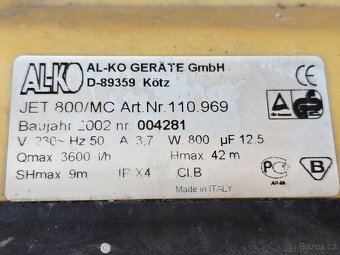 AL-KO
AL-KO GERÄTE GmbH
D-89359 Kötz
CE
JET 800/MC Art.Nr.110.969
Baujahr 2002 nr. 004281
V 230~ Hz 50 A 3,7 W. 800 µF 12.5
Qmax 3600 l/h Hmax 42 m
SHmax 9m IP X4 Cl.B
Made in ITALY
B